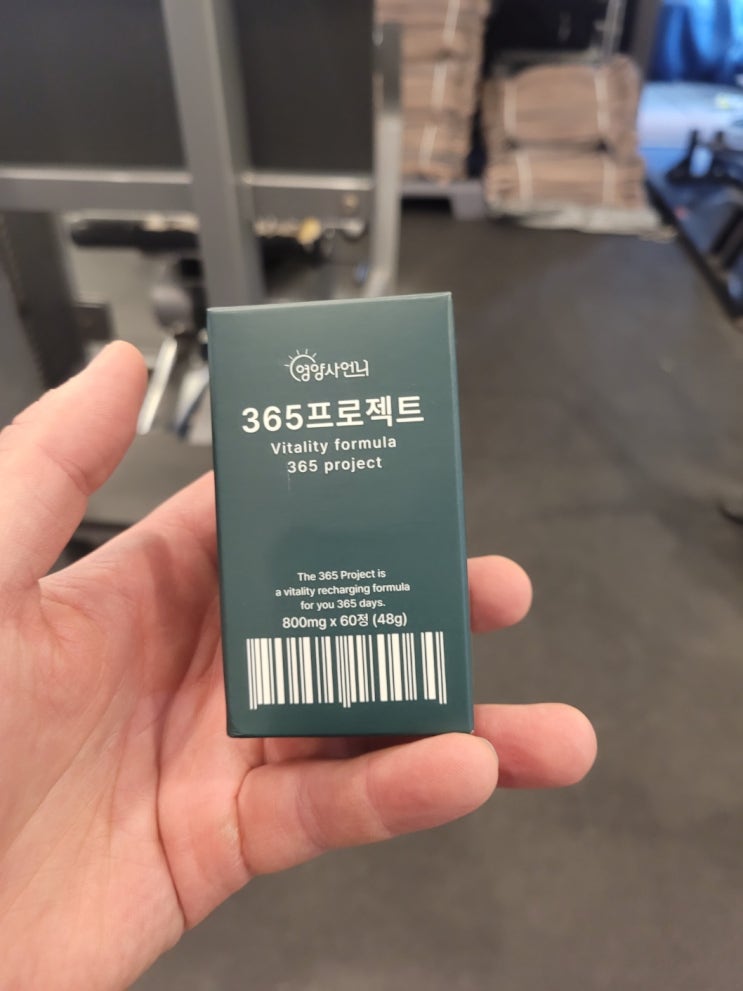 영양사언니
365프로젝트
Vitality formula
365 project
The 365 Project is
a vitality recharging formula
for you 365 days.
800mg x 60정 (48g)